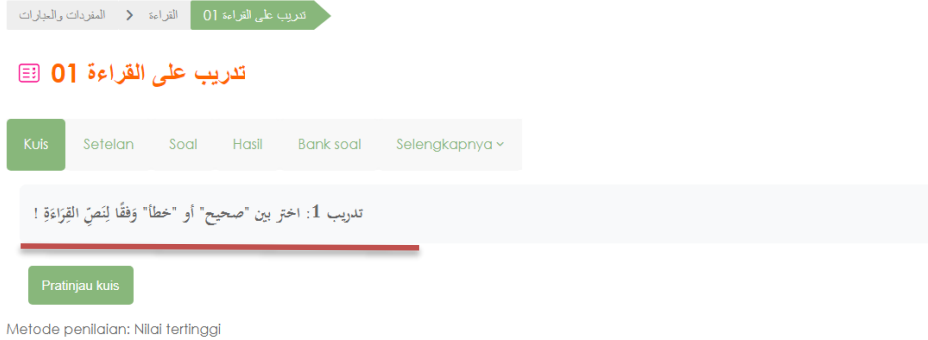 المفردات والعبارات > القراءة تدريب على القراءة 01
تدريب على القراءة 01
Kuis Setelan Soal Hasil Bank soal Selengkapnya
تدريب 1: اختر بين "صحيح" أو "خطأ" وَفقًا لِنَصِّ القِرَاءَةِ !
Pratinjau kuis
Metode penilaian: Nilai tertinggi